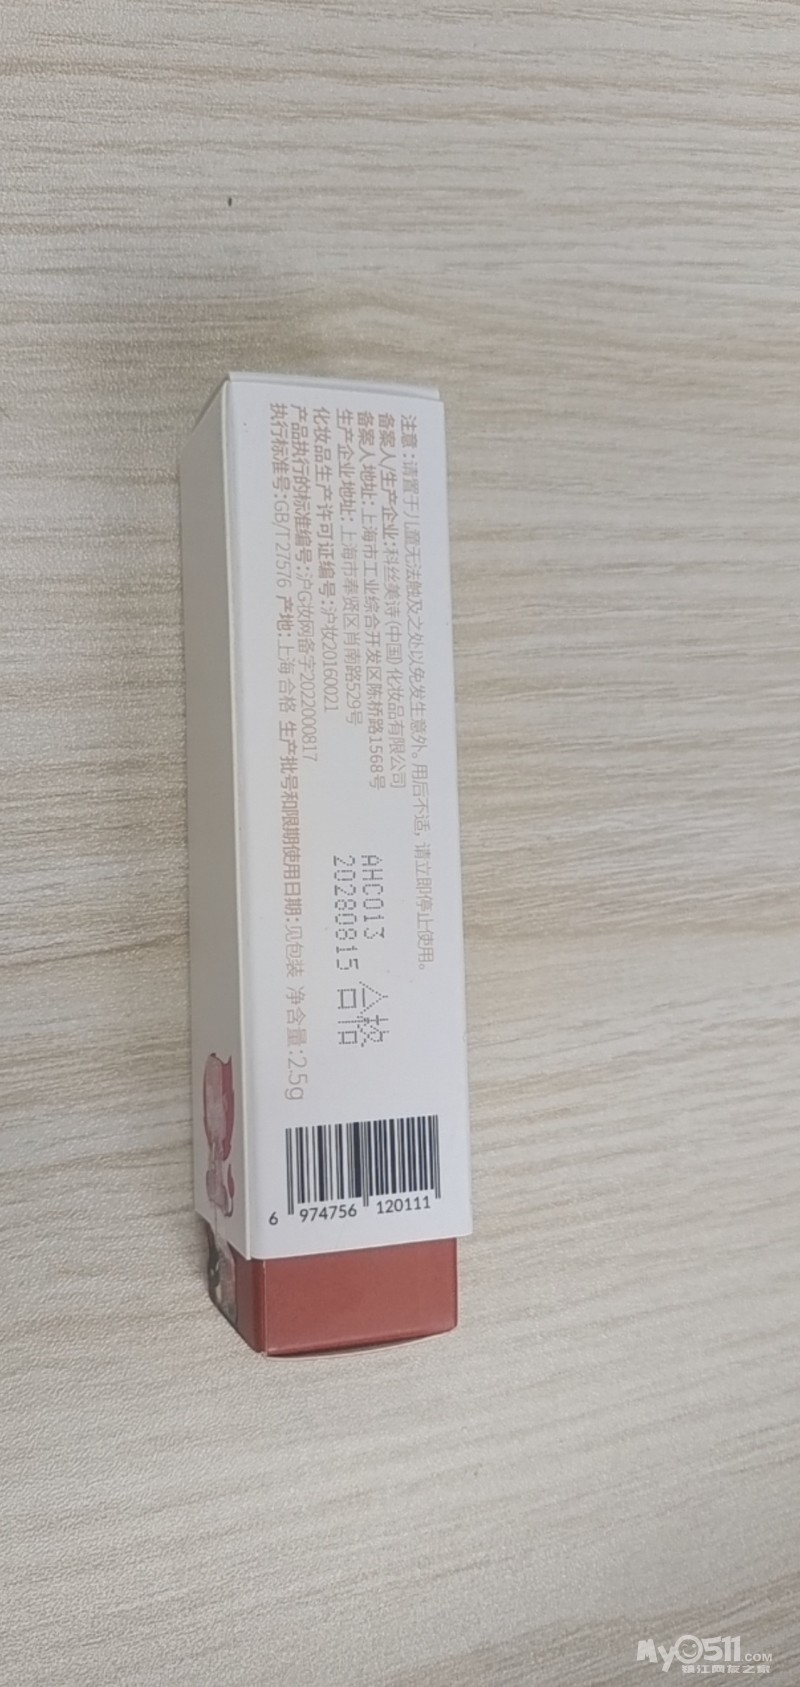 注意:请置于儿童无法触及之处以免发生意外。用后不适,请立即停止使用。
备案人/生产企业:科丝美诗(中国)化妆品有限公司
备案人地址:上海市工业综合开发区陈桥路1568号
生产企业地址:上海市奉贤区肖南路529号
化妆品生产许可证编号:沪妆20160021
产品执行的标准编号:沪G妆网备字2022000817
执行标准号:GB/T 27576 产地:上海 合格 生产批号和限期使用日期:见包装 净含量:2.5g
AHC013
20280815 合格
6 974756 120111
My0511.COM
镇江网友之家